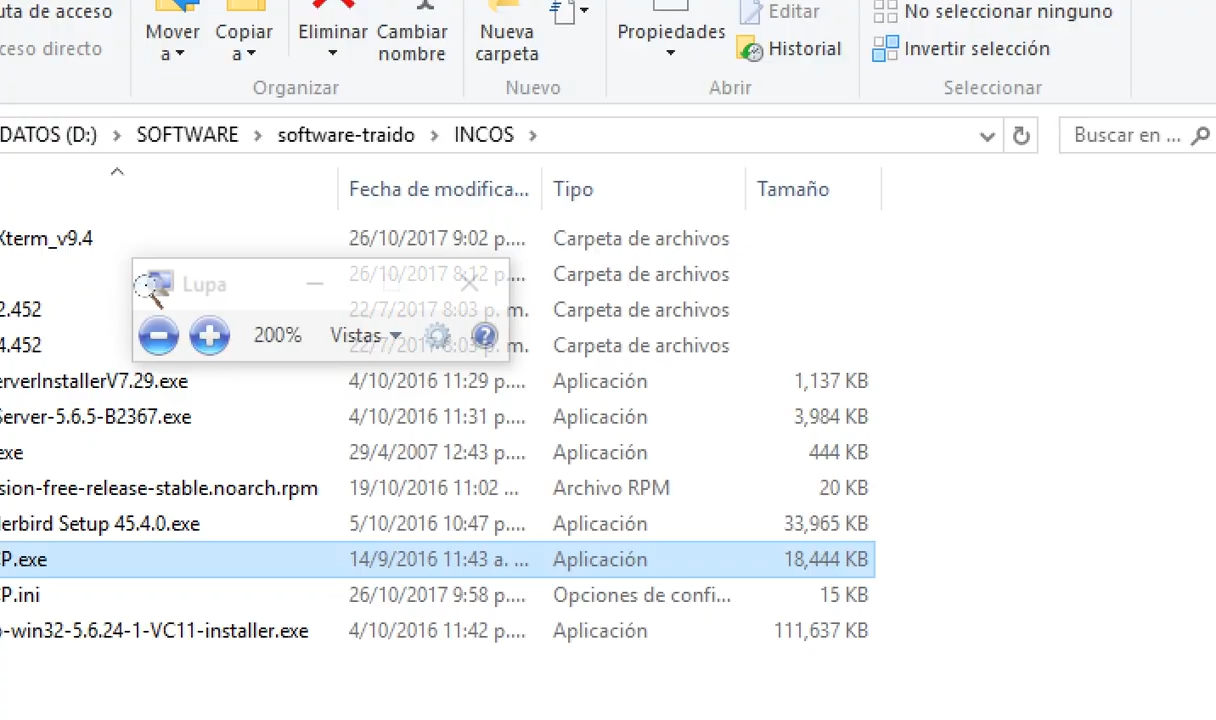 uta de acceso
ceso directo
Mover a
Copiar a
Eliminar
Cambiar nombre
Organizar
Nueva carpeta
Nuevo
Propiedades
Editar
Historial
Abrir
No seleccionar ninguno
Invertir selección
Seleccionar
DATOS (D:) > SOFTWARE > software-traido > INCOS >
Buscar en ...
Fecha de modifica... Tipo Tamaño
Xterm_v9.4 26/10/2017 9:02 p.... Carpeta de archivos
26/10/2017 8:12 p.... Carpeta de archivos
2.452 22/7/2017 8:03 p. m. Carpeta de archivos
4.452 22/7/2017 8:03 p. m. Carpeta de archivos
Lupa
200% Vistas
erverInstallerV7.29.exe 4/10/2016 11:29 p.... Aplicación 1,137 KB
Server-5.6.5-B2367.exe 4/10/2016 11:31 p.... Aplicación 3,984 KB
exe 29/4/2007 12:43 p.... Aplicación 444 KB
sion-free-release-stable.noarch.rpm 19/10/2016 11:02 ... Archivo RPM 20 KB
lerbird Setup 45.4.0.exe 5/10/2016 10:47 p.... Aplicación 33,965 KB
CP.exe 14/9/2016 11:43 a. ... Aplicación 18,444 KB
CP.ini 26/10/2017 9:58 p.... Opciones de confi... 15 KB
p-win32-5.6.24-1-VC11-installer.exe 4/10/2016 11:42 p.... Aplicación 111,637 KB